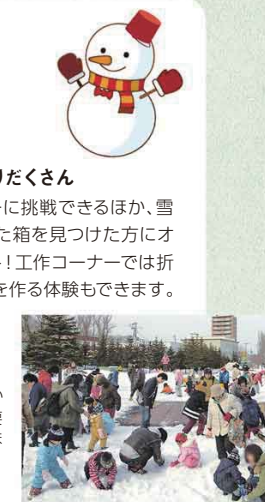 りだくさん
に挑戦できるほか、雪
た箱を見つけた方にオ
！工作コーナーでは折
を作る体験もできます。